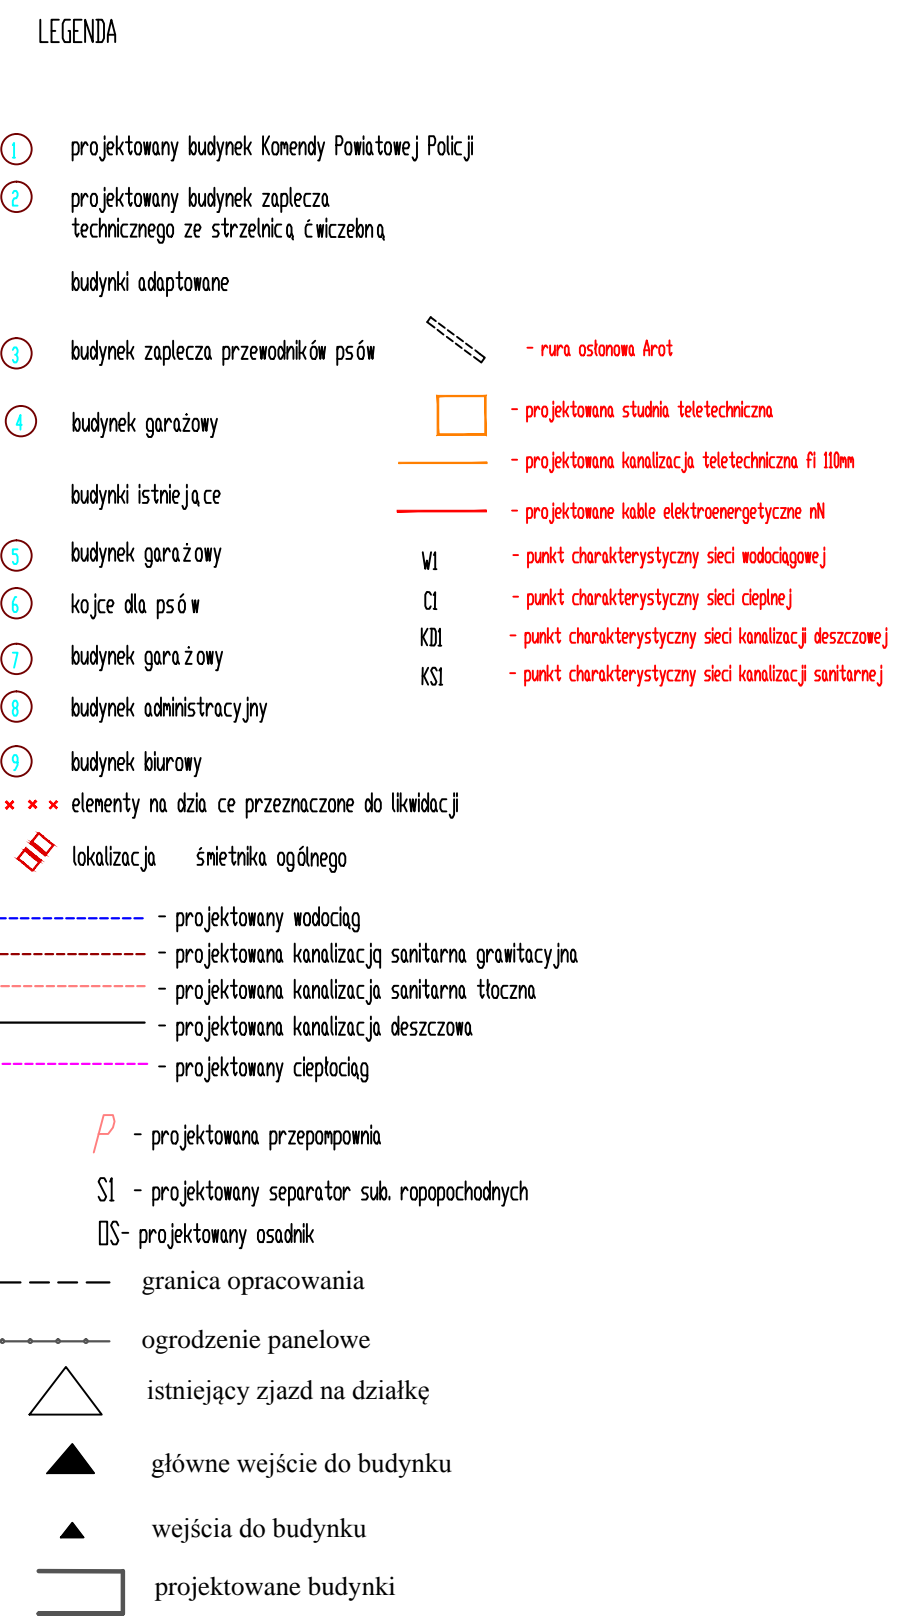 LEGENDA
1 projektowany budynek Komendy Powiatowej Policji
2 projektowany budynek zaplecza
technicznego ze strzelnicą ćwiczebną
budynki adaptowane
3 budynek zaplecza przewodników psów
4 budynek garażowy
budynki istniejące
5 budynek garażowy
6 kojce dla psów
7 budynek garażowy
8 budynek administracyjny
9 budynek biurowy
elementy na dzia ce przeznaczone do likwidacji
lokalizacja śmietnika ogólnego
- rura osłonowa Arot
- projektowana studnia teletechniczna
- projektowana kanalizacja teletechniczna fi 110mm
- projektowane kable elektroenergetyczne nN
W1 - punkt charakterystyczny sieci wodociągowej
C1 - punkt charakterystyczny sieci cieplnej
KD1 - punkt charakterystyczny sieci kanalizacji deszczowej
KS1 - punkt charakterystyczny sieci kanalizacji sanitarnej
- projektowany wodociąg
- projektowana kanalizacjq sanitarna grawitacyjna
- projektowana kanalizacja sanitarna tłoczna
- projektowana kanalizacja deszczowa
- projektowany ciepłociąg
P - projektowana przepompownia
S1 - projektowany separator sub. ropopochodnych
OS- projektowany osadnik
granica opracowania
ogrodzenie panelowe
istniejący zjazd na działkę
główne wejście do budynku
wejścia do budynku
projektowane budynki